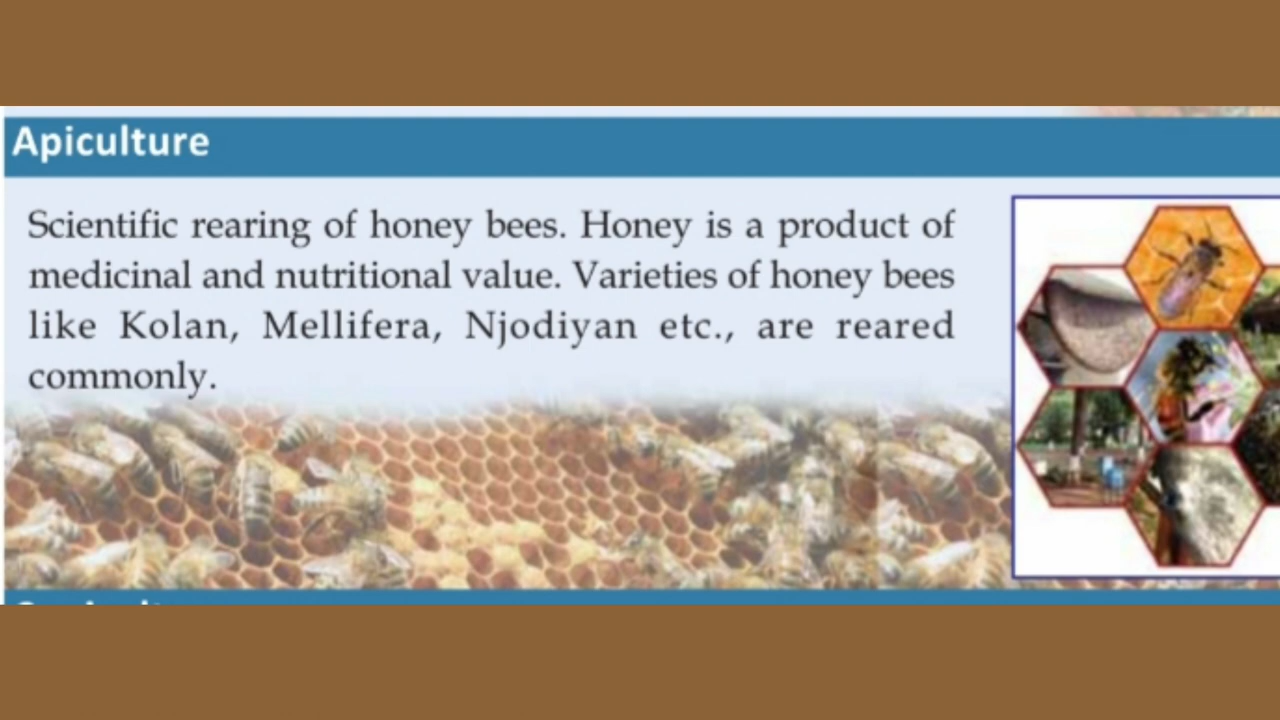 Apiculture
Scientific rearing of honey bees. Honey is a product of
medicinal and nutritional value. Varieties of honey bees
like Kolan, Mellifera, Njodiyan etc., are reared
commonly.